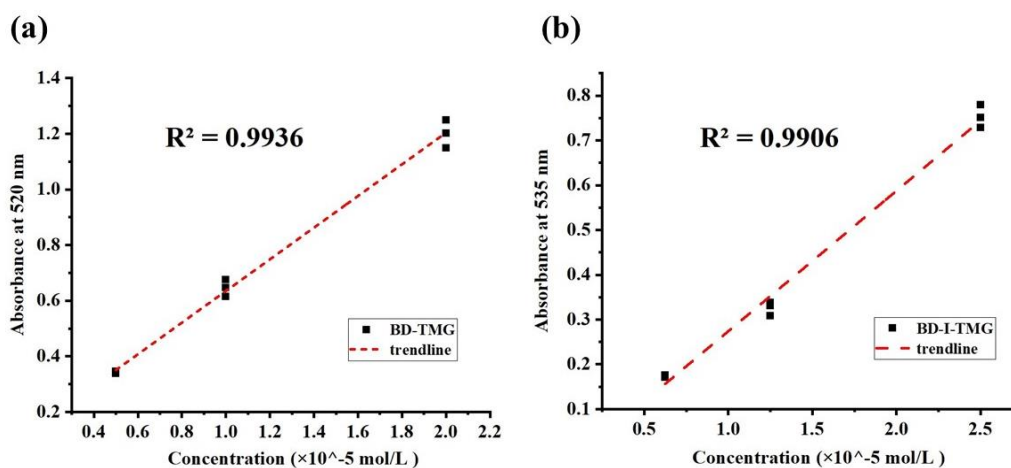 (a)
R² = 0.9936
1.4
1.2
1.0
0.8
0.6
0.4
0.2
Absorbance at 520 nm
BD-TMG
trendline
0.4 0.6 0.8 1.0 1.2 1.4 1.6 1.8 2.0 2.2
Concentration (×10^-5 mol/L )
(b)
R² = 0.9906
0.8
0.7
0.6
0.5
0.4
0.3
0.2
0.1
Absorbance at 535 nm
BD-I-TMG
trendline
0.5 1.0 1.5 2.0 2.5
Concentration (×10^-5 mol/L )